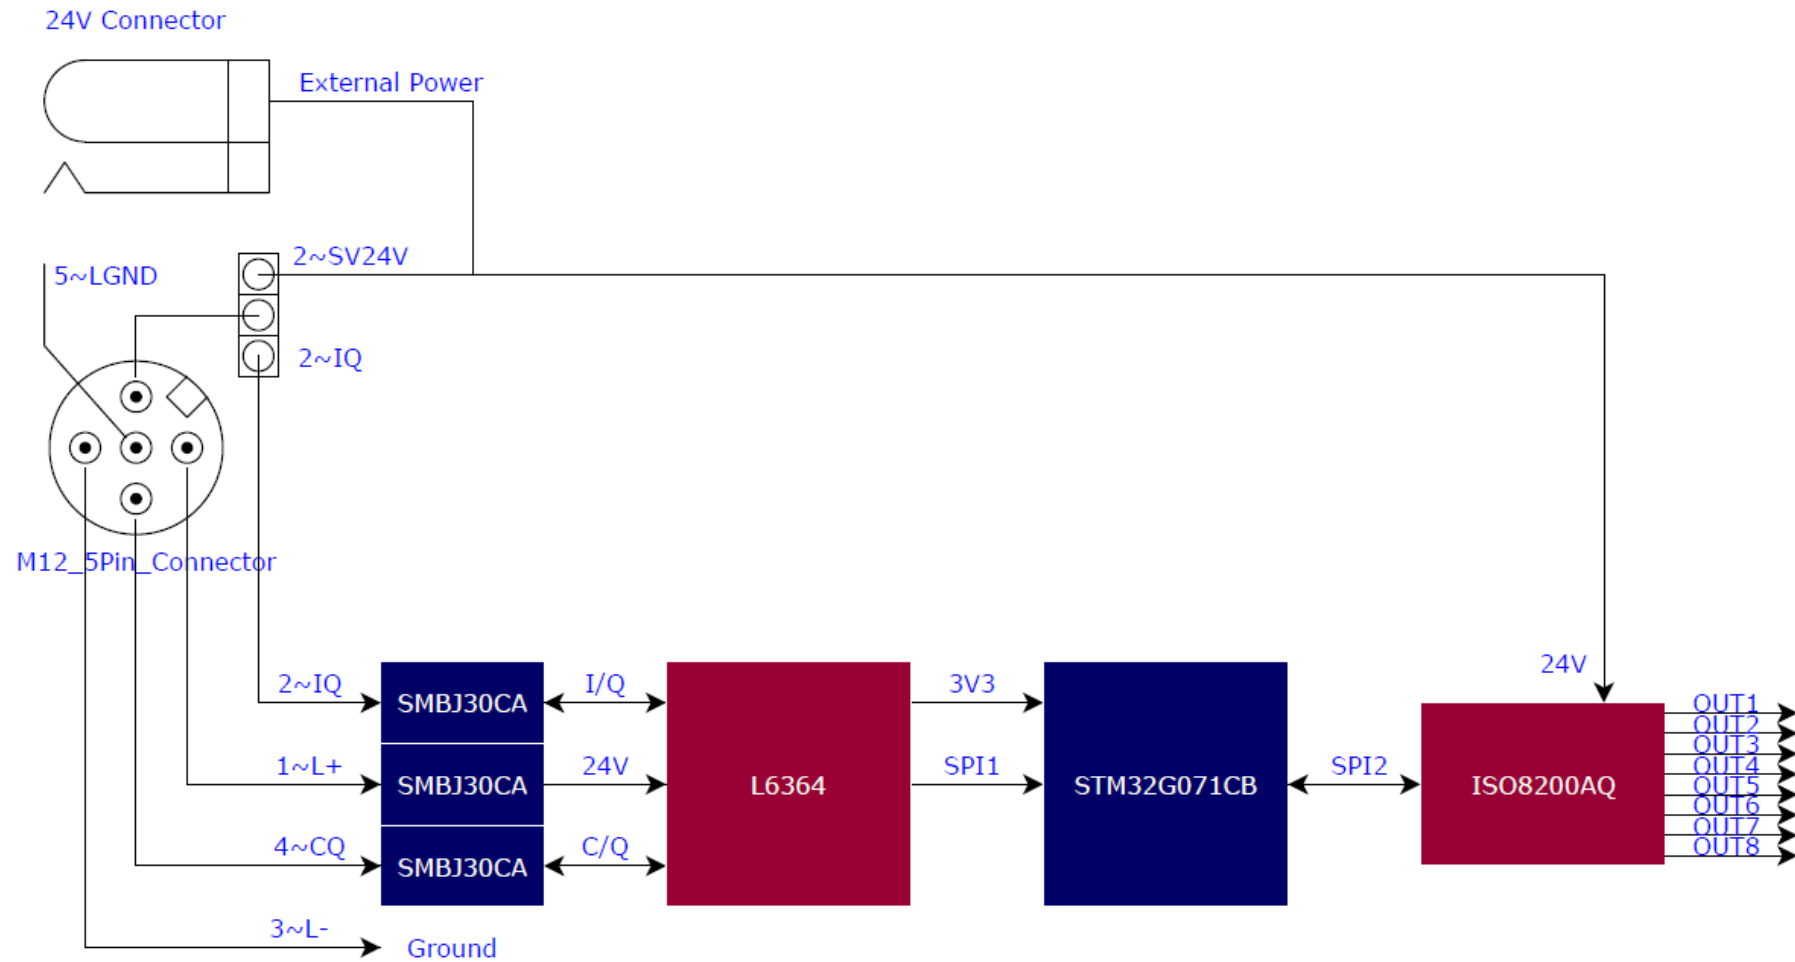 24V Connector
External Power
2~SV24V
5~LGND
2~IQ
M12_5Pin_Connector
2~IQ
SMBJ30CA
I/Q
3V3
24V
1~L+
SMBJ30CA
24V
L6364
SPI1
STM32G071CB
SPI2
ISO8200AQ
4~CQ
SMBJ30CA
C/Q
OUT1
OUT2
OUT3
OUT4
OUT5
OUT6
OUT7
OUT8
3~L-
Ground